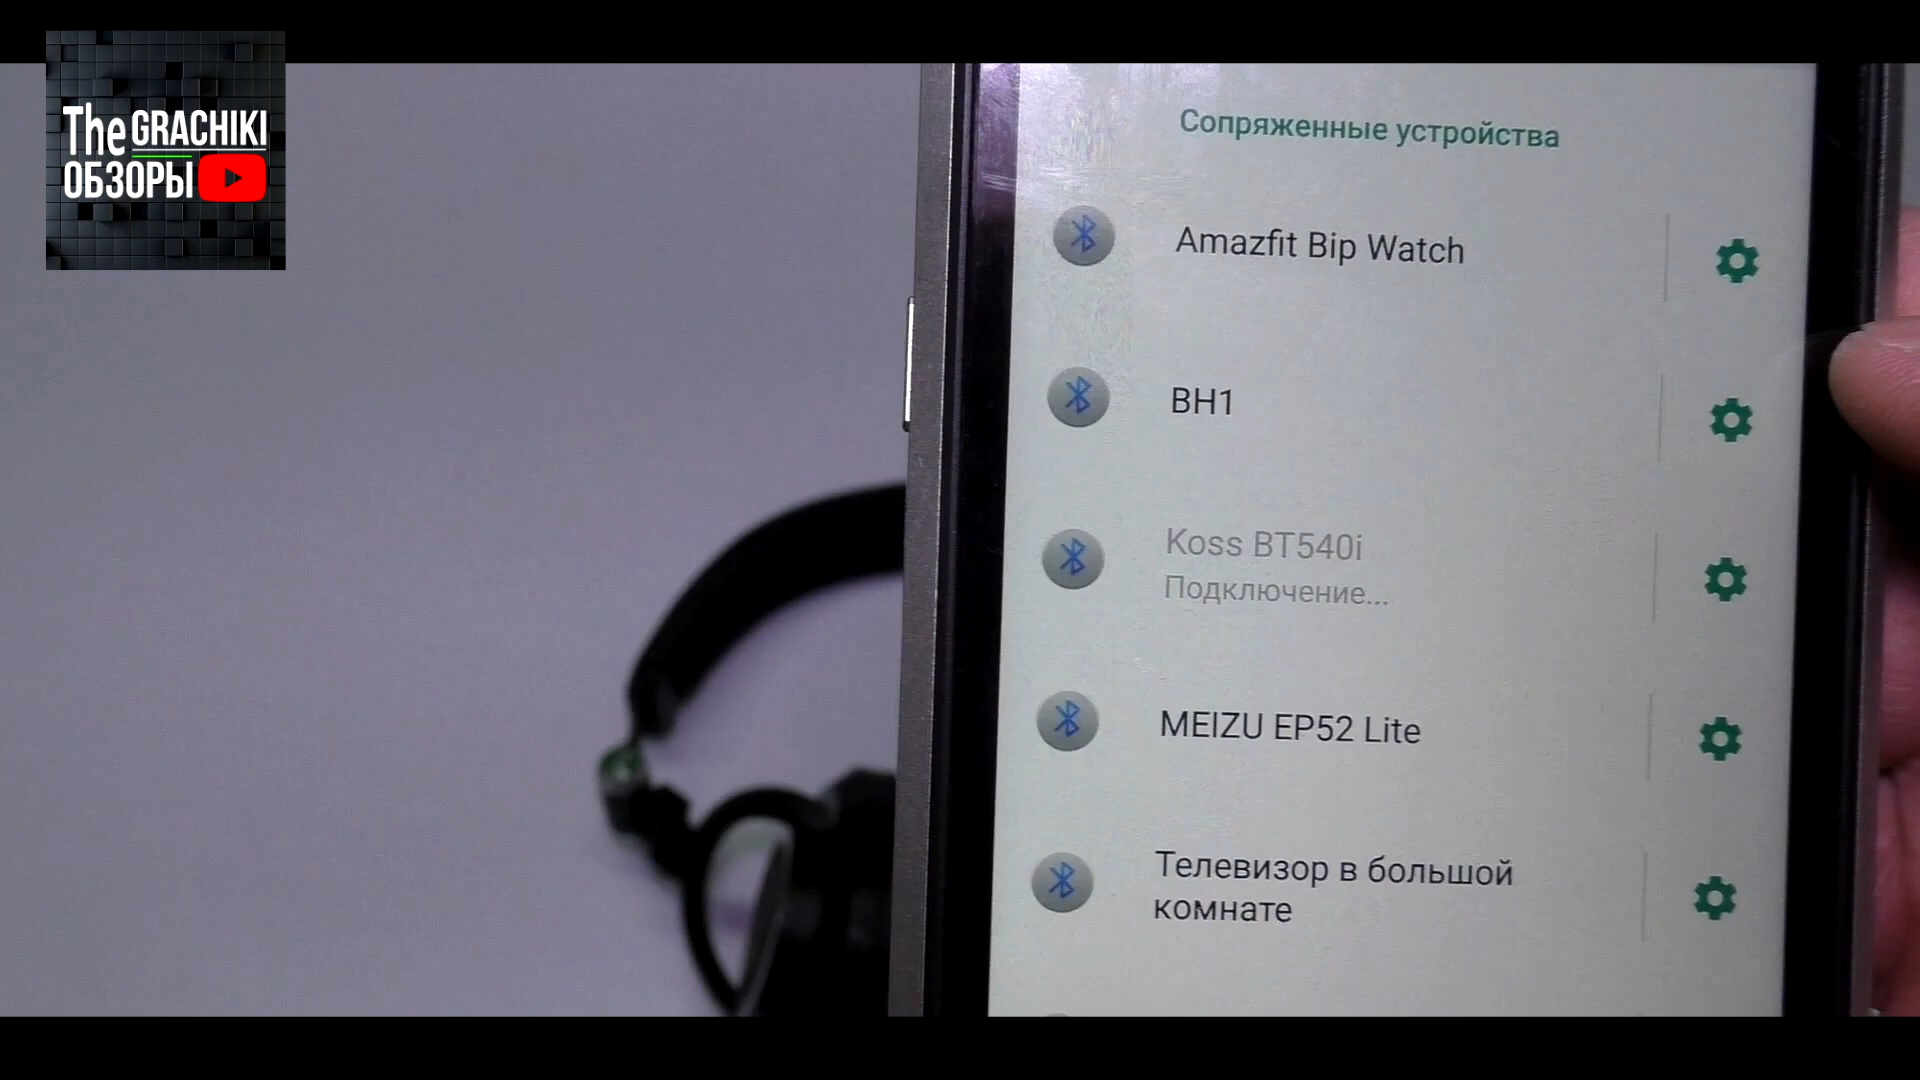 The GRACHIKI
ОБЗОРЫ
Сопряженные устройства
Amazfit Bip Watch
BH1
Koss BT540i
Подключение...
MEIZU EP52 Lite
Телевизор в большой
комнате